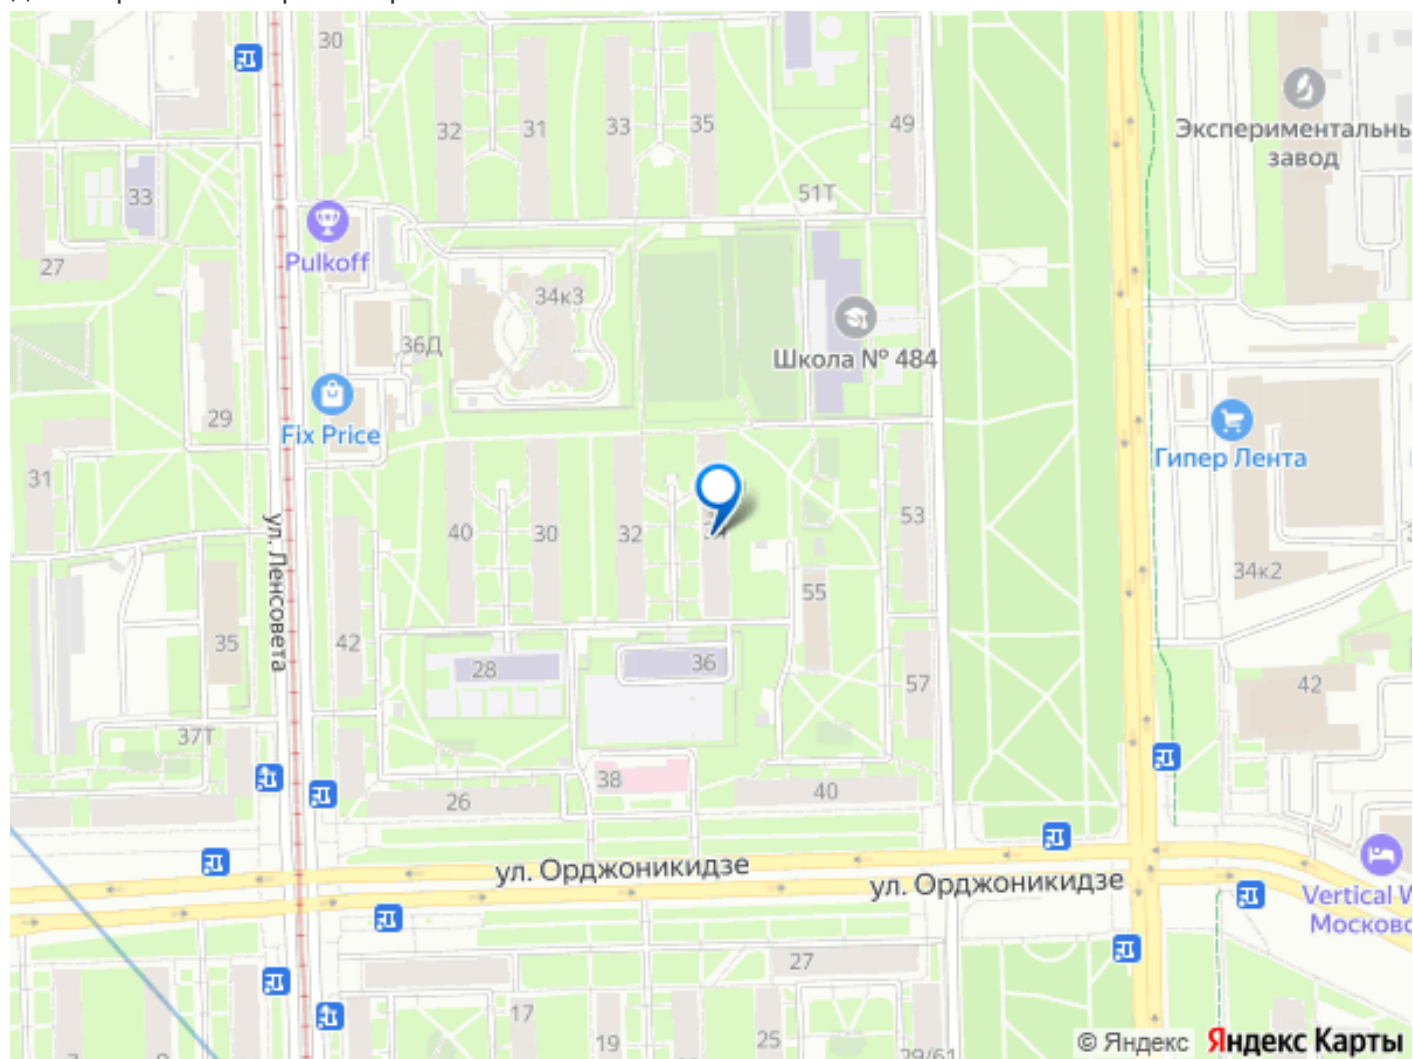 30
32
31
33
35
49
Экспериментальны
завод
33
51Т
27
Pulkoff
34к3
36Д
Школа № 484
29
Fix Price
Гипер Лента
31
40
30
32
53
34к2
ул. Ленсовета
55
35
42
28
36
57
42
37Т
38
26
40
ул. Орджоникидзе
ул. Орджоникидзе
Vertical W
Московс
27
17
19
25
29/61
© Яндекс Яндекс Карты